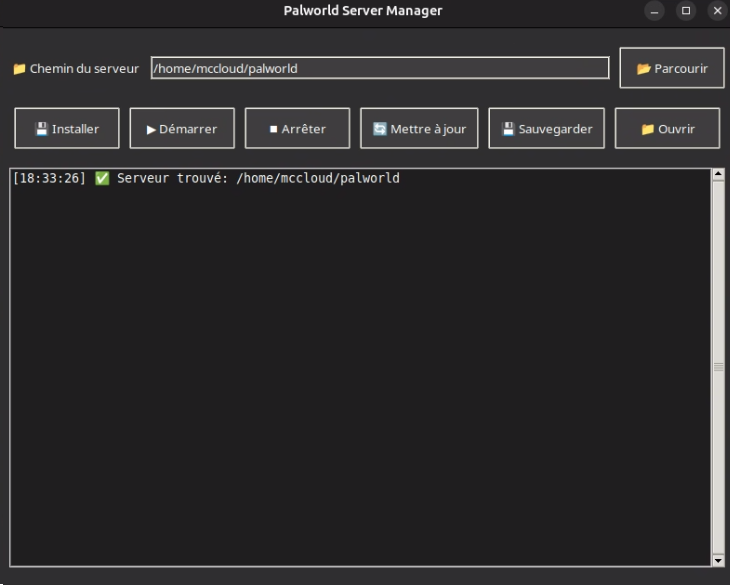 Palworld Server Manager
📁 Chemin du serveur /home/mccloud/palworld 📂 Parcourir
💾 Installer ▶ Démarrer ■ Arrêter 🔄 Mettre à jour 💾 Sauvegarder 📁 Ouvrir
[18:33:26] ✅ Serveur trouvé: /home/mccloud/palworld